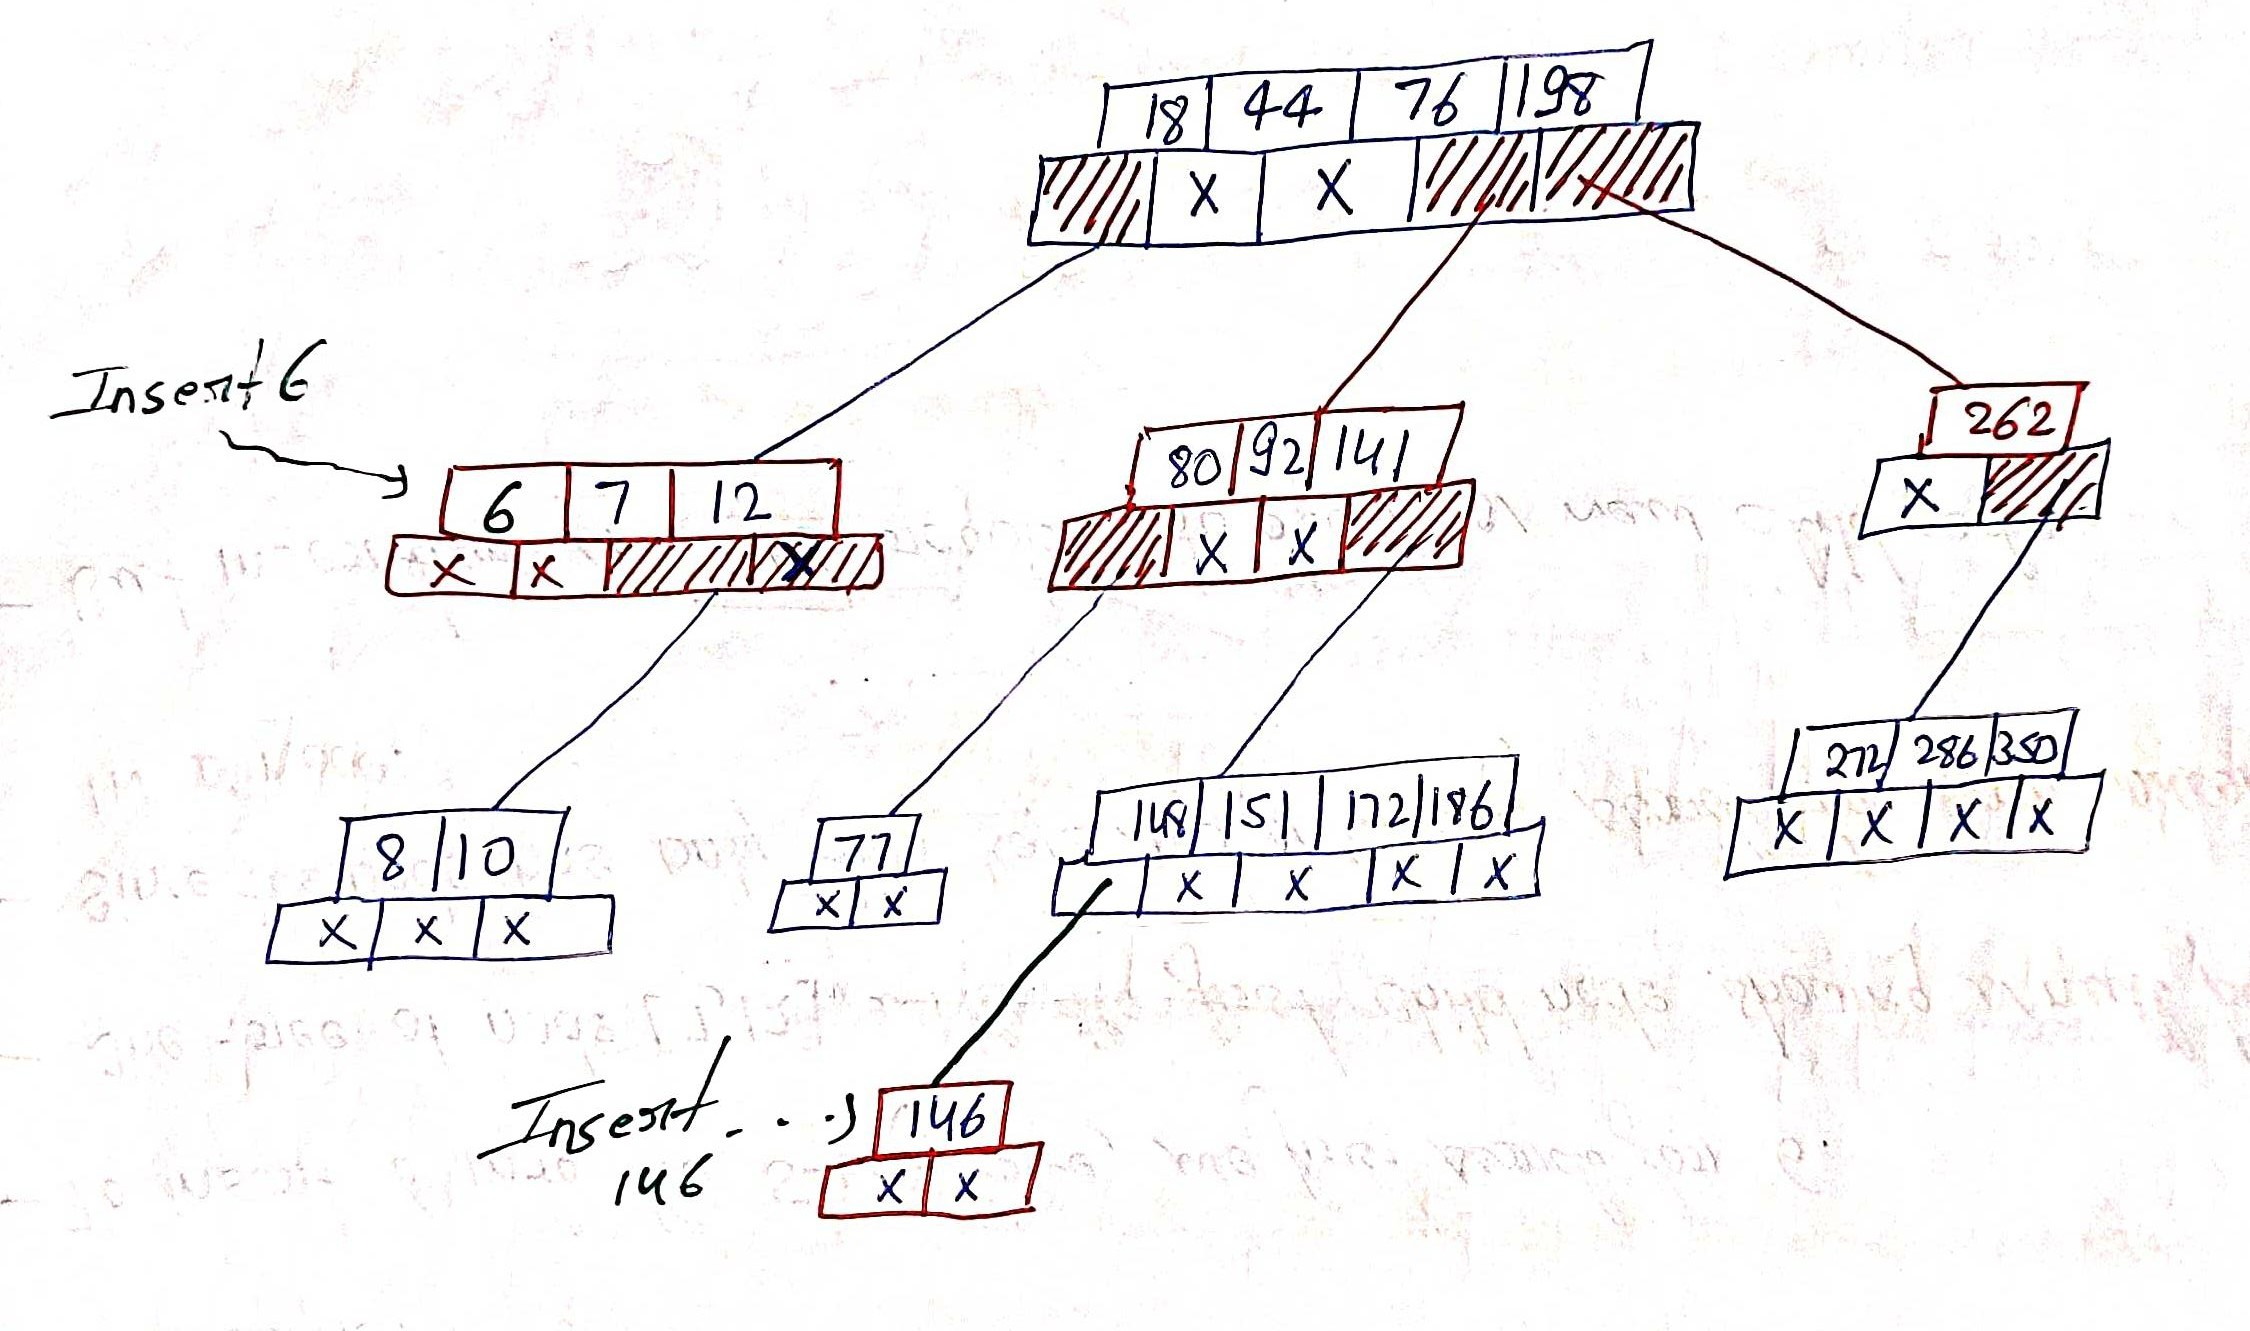 18 44 76 198
X X
Insert 6
6 7 12
X X X
80 92 141
X X
262
X
8 10
X X X
77
X X
148 151 172 186
X X X X
272 286 350
X X X X
Insert
146
146
X X